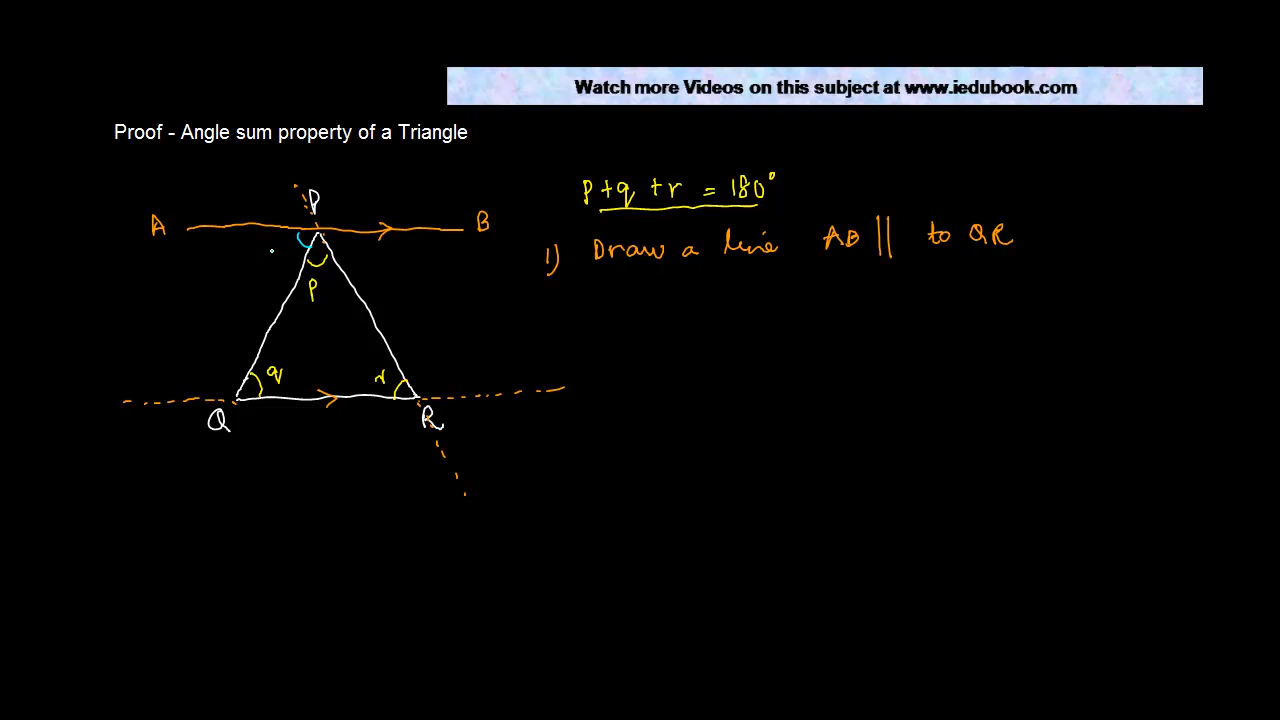 Watch more Videos on this subject at www.iedubook.com
Proof - Angle sum property of a Triangle
P
A
B
p
q
r
Q
R
p+q+r = 180°
1) Draw a line AB || to QR